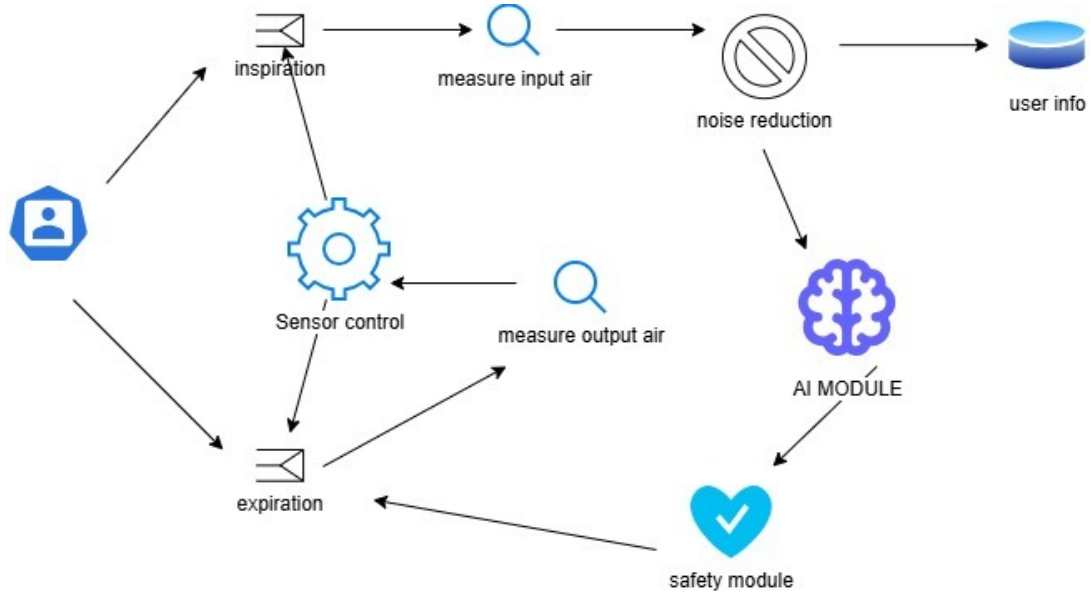 inspiration
measure input air
noise reduction
user info
Sensor control
measure output air
AI MODULE
expiration
safety module